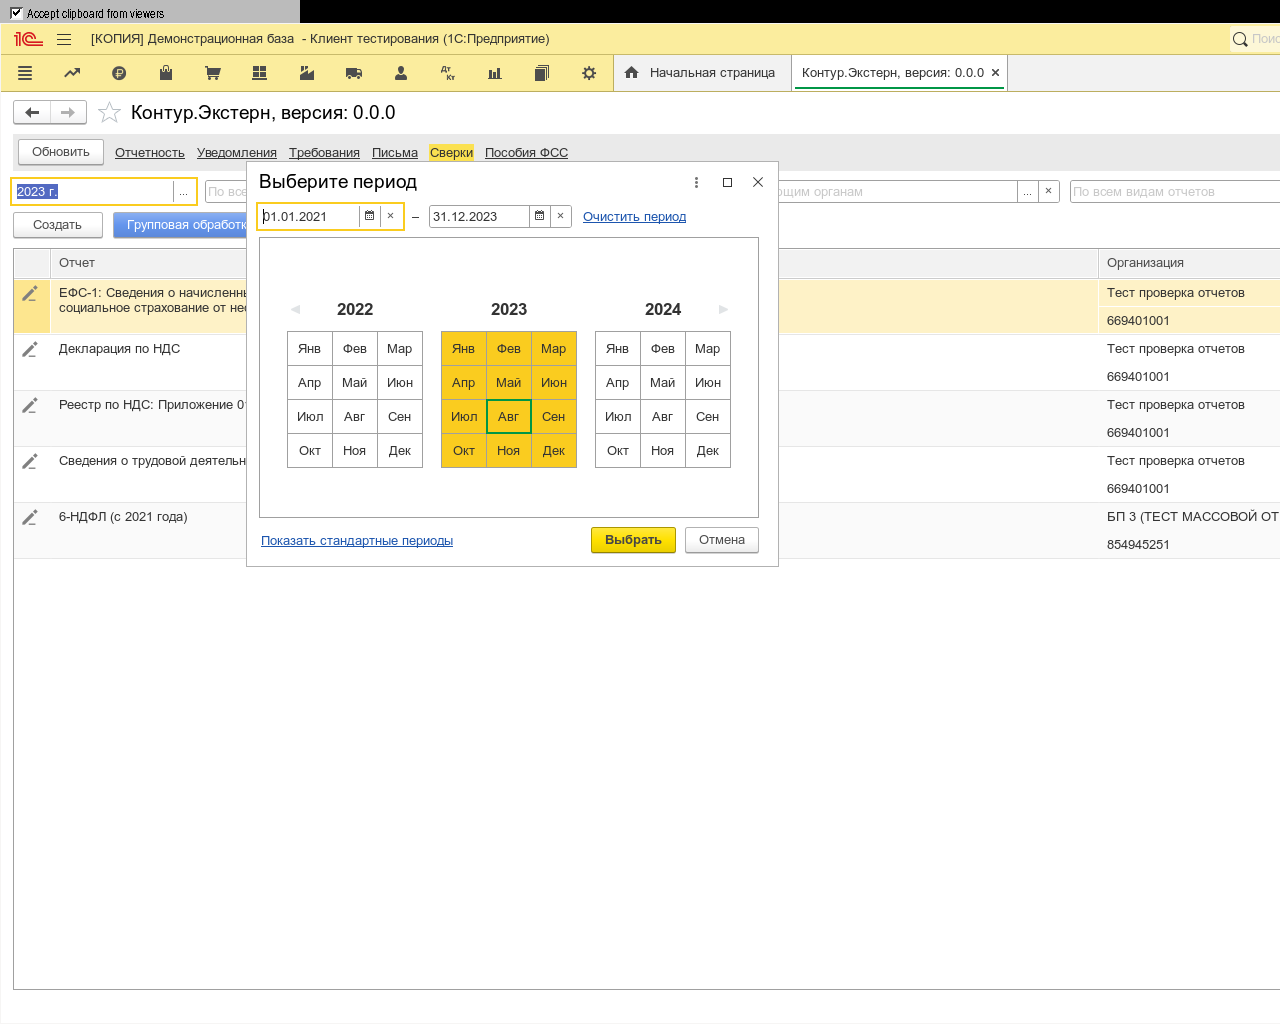 Accept clipboard from viewers
[КОПИЯ] Демонстрационная база - Клиент тестирования (1С:Предприятие)
Поис
Начальная страница
Контур.Экстерн, версия: 0.0.0
Контур.Экстерн, версия: 0.0.0
Обновить Отчетность Уведомления Требования Письма Сверки Пособия ФСС
2023 г. ... По все
щим органам ... По всем видам отчетов
Создать Групповая обработк
Отчет Организация
ЕФС-1: Сведения о начисленны
социальное страхование от нес
Тест проверка отчетов
669401001
Декларация по НДС Тест проверка отчетов
669401001
Реестр по НДС: Приложение 0 Тест проверка отчетов
669401001
Сведения о трудовой деятельн Тест проверка отчетов
669401001
6-НДФЛ (с 2021 года) БП 3 (ТЕСТ МАССОВОЙ ОТ
854945251
Выберите период
01.01.2021 – 31.12.2023 Очистить период
2022 2023 2024
Янв Фев Мар Янв Фев Мар Янв Фев Мар
Апр Май Июн Апр Май Июн Апр Май Июн
Июл Авг Сен Июл Авг Сен Июл Авг Сен
Окт Ноя Дек Окт Ноя Дек Окт Ноя Дек
Показать стандартные периоды Выбрать Отмена